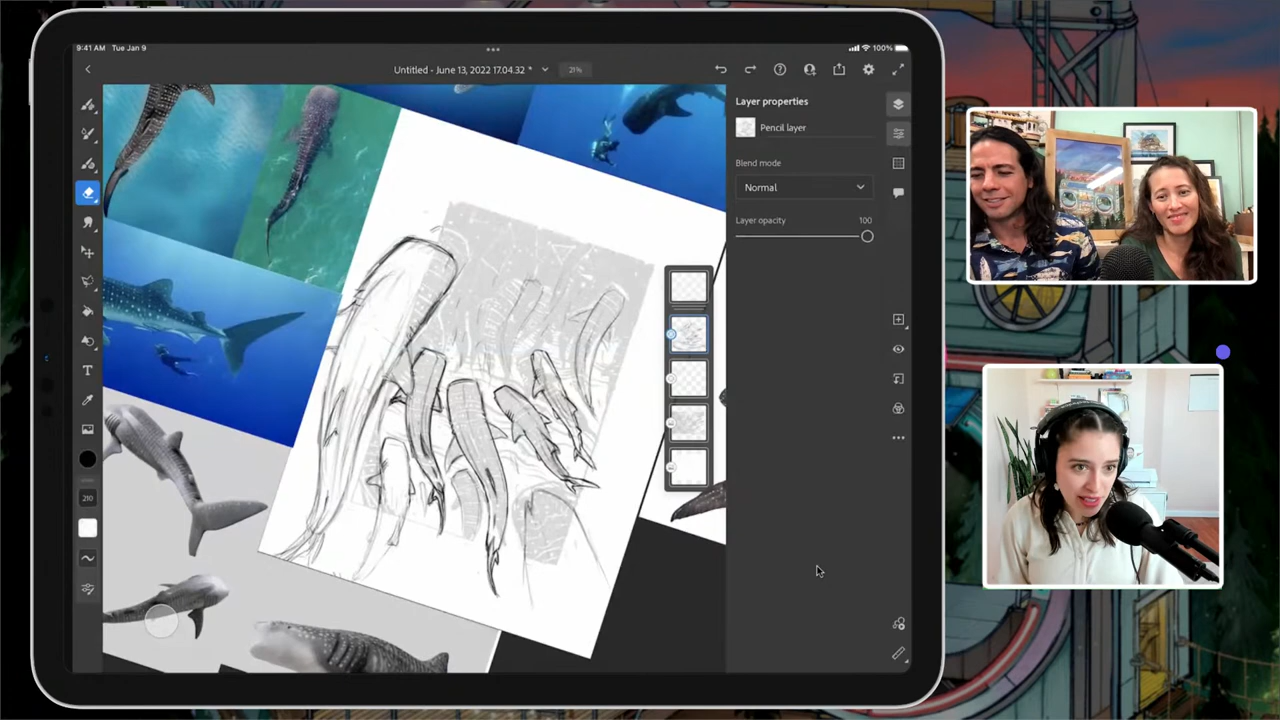 9:41 AM Tue Jan 9
100%
Untitled - June 13, 2022 17.04.32 *
21%
Layer properties
Pencil layer
Blend mode
Normal
Layer opacity
100
T
210